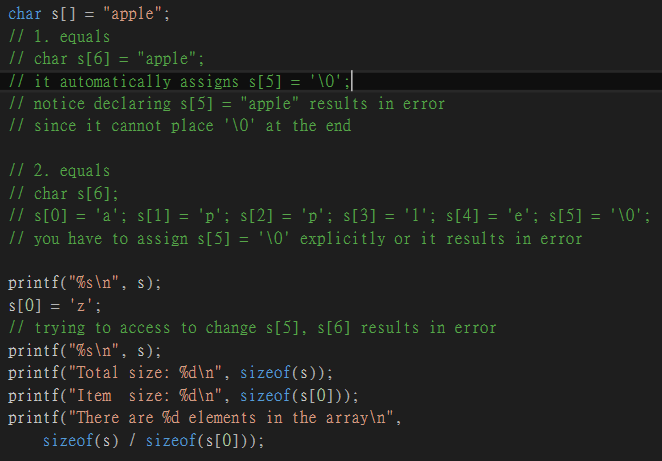 char s[] = "apple";
// 1. equals
// char s[6] = "apple";
// it automatically assigns s[5] = '\0';
// notice declaring s[5] = "apple" results in error
// since it cannot place '\0' at the end
// 2. equals
// char s[6];
// s[0] = 'a'; s[1] = 'p'; s[2] = 'p'; s[3] = 'l'; s[4] = 'e'; s[5] = '\0';
// you have to assign s[5] = '\0' explicitly or it results in error
printf("%s\n", s);
s[0] = 'z';
// trying to access to change s[5], s[6] results in error
printf("%s\n", s);
printf("Total size: %d\n", sizeof(s));
printf("Item  size: %d\n", sizeof(s[0]));
printf("There are %d elements in the array\n",
    sizeof(s) / sizeof(s[0]));